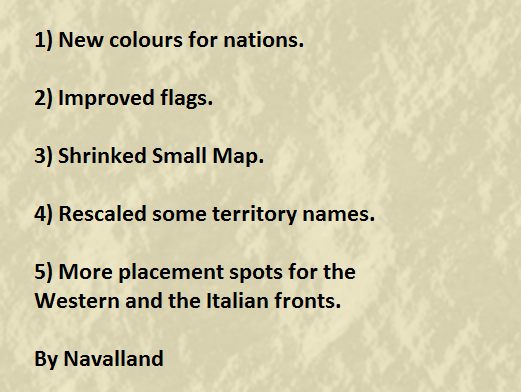 1) New colours for nations.
2) Improved flags.
3) Shrinked Small Map.
4) Rescaled some territory names.
5) More placement spots for the
Western and the Italian fronts.
By Navalland